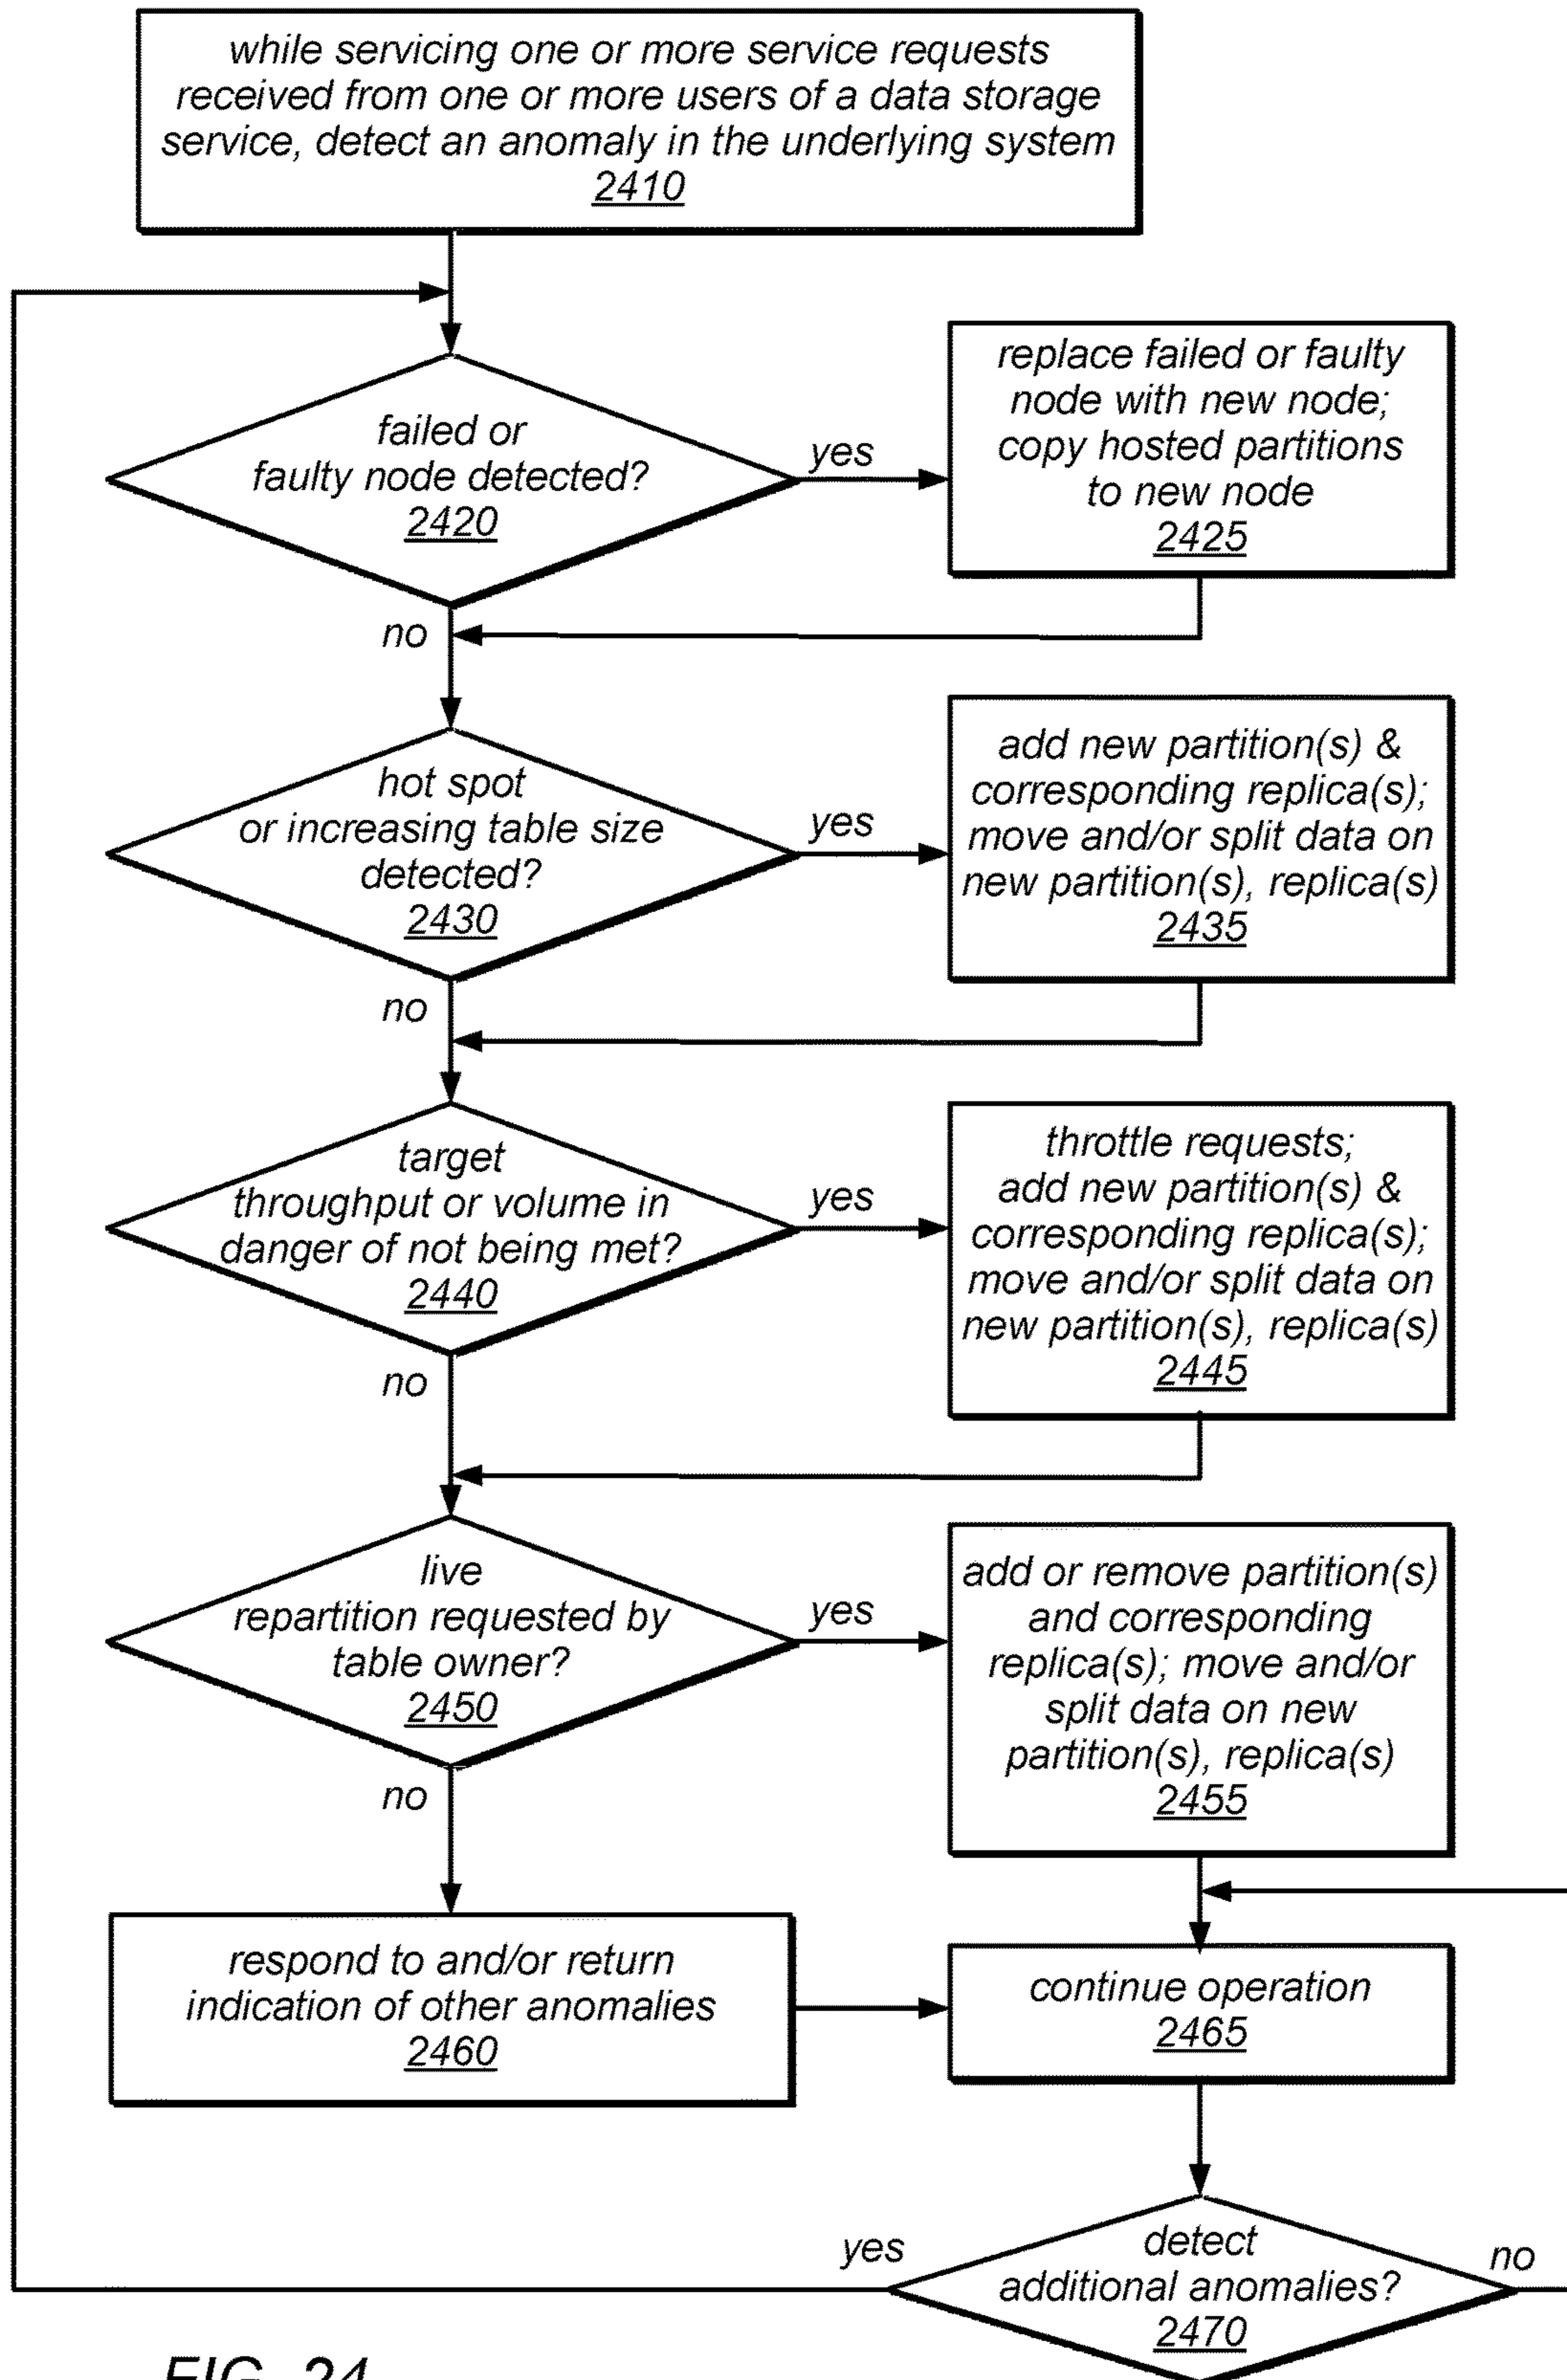 while servicing one or more service requests
received from one or more users of a data storage
service, detect an anomaly in the underlying system
2410
failed or
faulty node detected?
2420
yes
replace failed or faulty
node with new node;
copy hosted partitions
to new node
2425
no
hot spot
or increasing table size
detected?
2430
yes
add new partition(s) &
corresponding replica(s);
move and/or split data on
new partition(s), replica(s)
2435
no
target
throughput or volume in
danger of not being met?
2440
yes
throttle requests;
add new partition(s) &
corresponding replica(s);
move and/or split data on
new partition(s), replica(s)
2445
no
live
repartition requested by
table owner?
2450
yes
add or remove partition(s)
and corresponding
replica(s); move and/or
split data on new
partition(s), replica(s)
2455
no
respond to and/or return
indication of other anomalies
2460
continue operation
2465
yes
detect
additional anomalies?
2470
no
FIG. 24